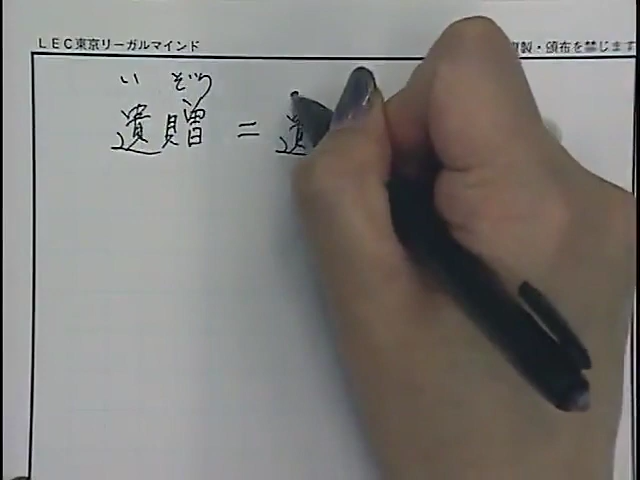 LEC東京リーガルマインド 複製・頒布を禁じます
い ぞう
遺贈 = 遺